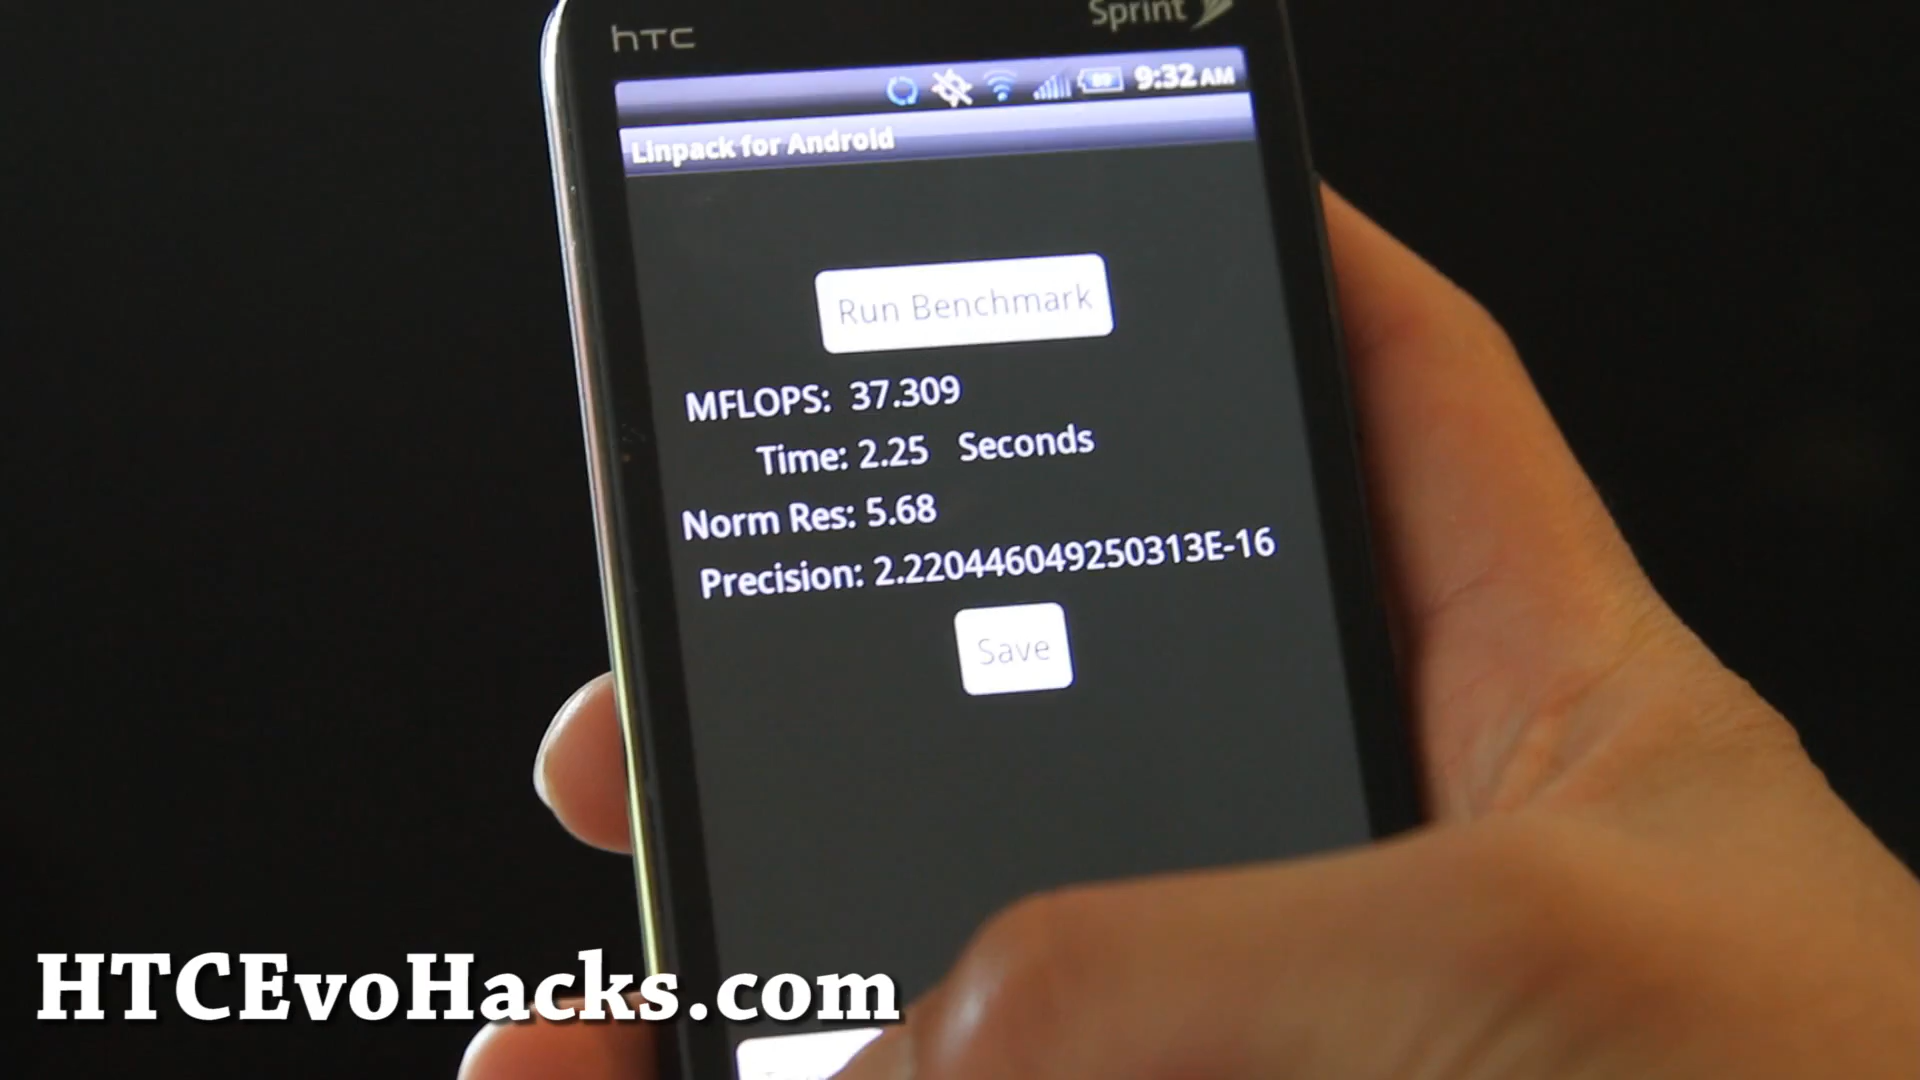 hTC
Sprint
89
9:32 AM
Linpack for Android
Run Benchmark
MFLOPS: 37.309
Time: 2.25 Seconds
Norm Res: 5.68
Precision: 2.220446049250313E-16
Save
HTCEvoHacks.com